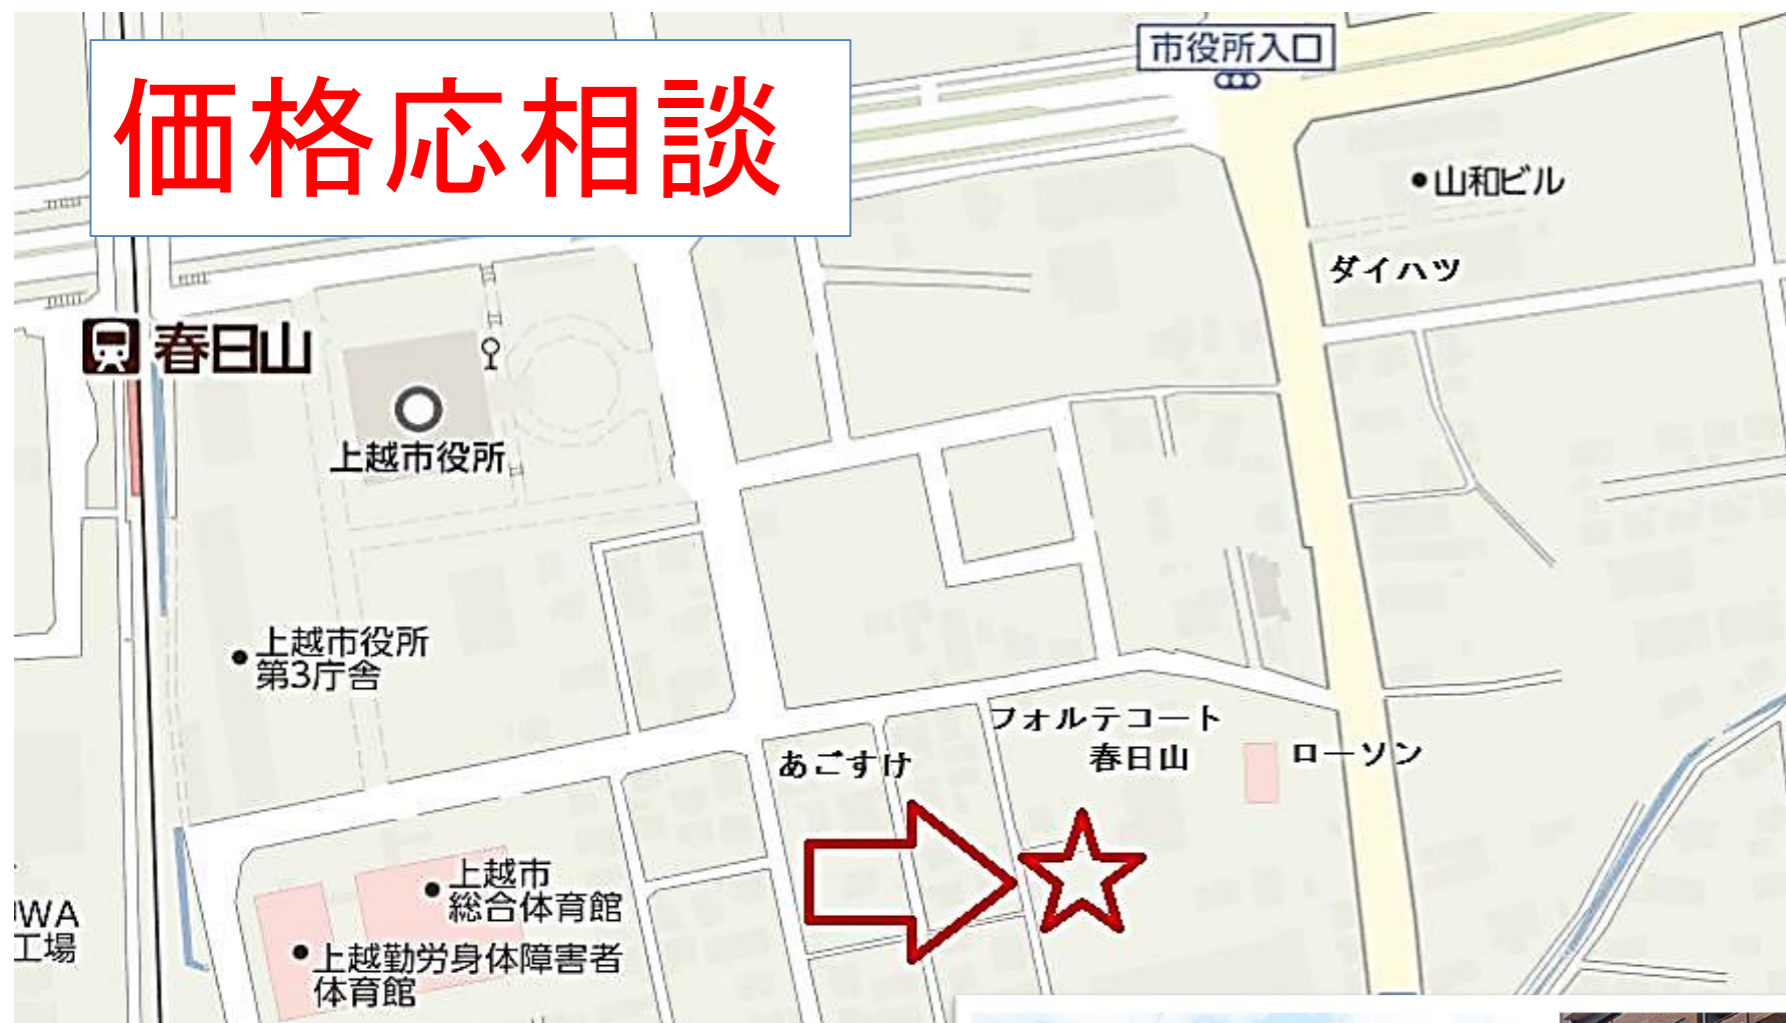 価格応相談
市役所入口
山和ビル
ダイハツ
春日山
上越市役所
上越市役所
第3庁舎
フォルテコート
春日山
あごすけ
ローソン
上越市
総合体育館
上越勤労身体障害者
体育館
WA
工場